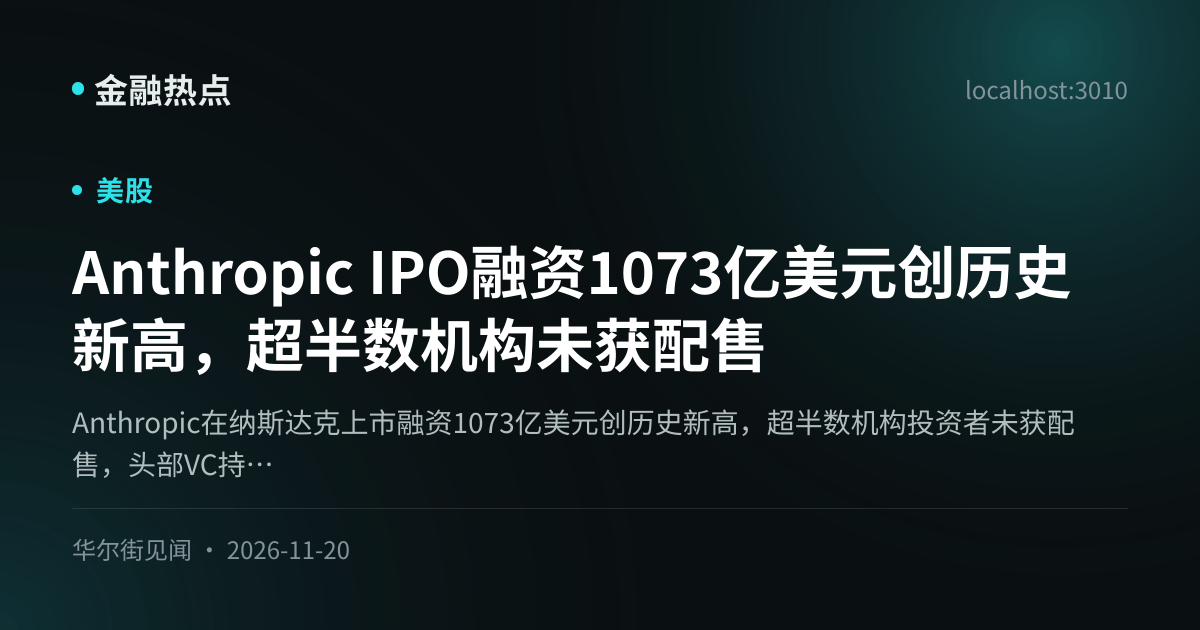 金融热点
localhost:3010
美股
Anthropic IPO融资1073亿美元创历史
新高，超半数机构未获配售
Anthropic在纳斯达克上市融资1073亿美元创历史新高，超半数机构投资者未获配
售，头部VC持…
华尔街见闻 · 2026-11-20